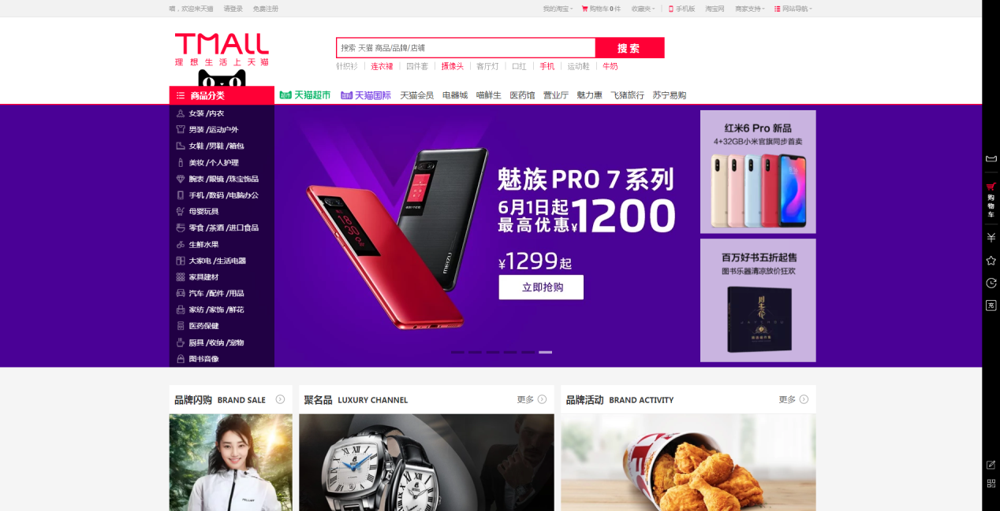 喵，欢迎来天猫 请登录 免费注册 我的淘宝 购物车0件 收藏夹 手机版 淘宝网 商家支持 网站导航
TMALL
理想生活上天猫
搜索 天猫 商品/品牌/店铺 搜索
针织衫 连衣裙 四件套 摄像头 客厅灯 口红 手机 运动鞋 牛奶
商品分类 天猫超市 天猫国际 天猫会员 电器城 喵鲜生 医药馆 营业厅 魅力惠 飞猪旅行 苏宁易购
女装 /内衣
男装 /运动户外
女鞋 /男鞋 /箱包
美妆 /个人护理
腕表 /眼镜 /珠宝饰品
手机 /数码 /电脑办公
母婴玩具
零食 /茶酒 /进口食品
生鲜水果
大家电 /生活电器
家具建材
汽车 /配件 /用品
家纺 /家饰 /鲜花
医药保健
厨具 /收纳 /宠物
图书音像
魅族 PRO 7 系列
6月1日起
最高优惠¥1200
¥1299起
立即抢购
meizu
红米6 Pro 新品
4+32GB小米官旗同步首卖
百万好书五折起售
图书乐器清凉放价狂欢
购物车
充
品牌闪购 BRAND SALE
聚名品 LUXURY CHANNEL 更多
品牌活动 BRAND ACTIVITY 更多